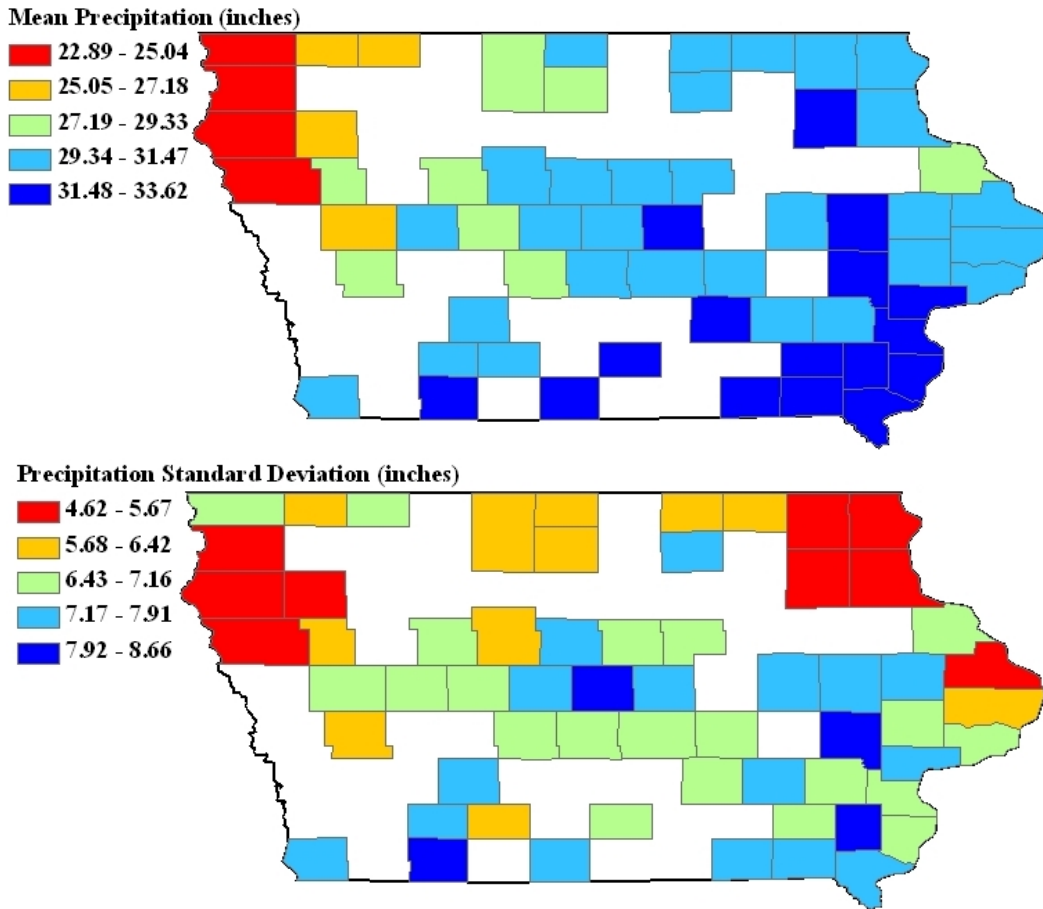 Mean Precipitation (inches)
22.89 - 25.04
25.05 - 27.18
27.19 - 29.33
29.34 - 31.47
31.48 - 33.62
Precipitation Standard Deviation (inches)
4.62 - 5.67
5.68 - 6.42
6.43 - 7.16
7.17 - 7.91
7.92 - 8.66